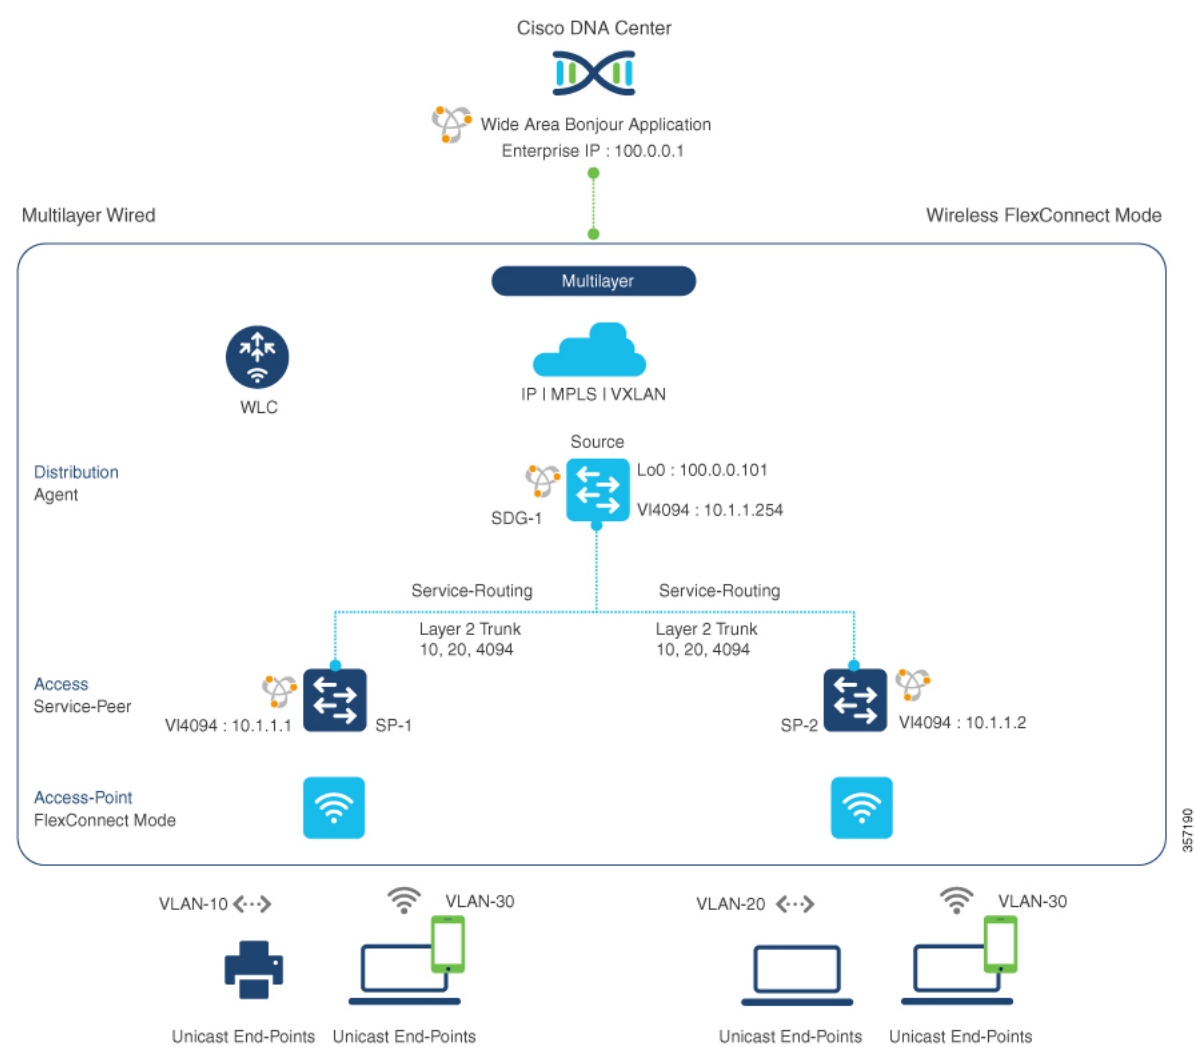 Cisco DNA Center
Wide Area Bonjour Application
Enterprise IP : 100.0.0.1
Multilayer Wired
Wireless FlexConnect Mode
Multilayer
WLC
IP I MPLS I VXLAN
Source
Distribution
Agent
Lo0 : 100.0.0.101
SDG-1
Vl4094 : 10.1.1.254
Service-Routing
Service-Routing
Layer 2 Trunk
10, 20, 4094
Layer 2 Trunk
10, 20, 4094
Access
Service-Peer
Vl4094 : 10.1.1.1
SP-1
SP-2
Vl4094 : 10.1.1.2
Access-Point
FlexConnect Mode
357190
VLAN-10
VLAN-30
VLAN-20
VLAN-30
Unicast End-Points
Unicast End-Points
Unicast End-Points
Unicast End-Points